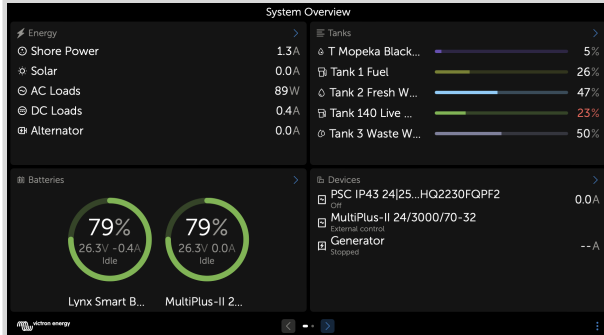 System Overview
Energy
Shore Power 1.3A
Solar 0.0A
AC Loads 89W
DC Loads 0.4A
Alternator 0.0A
Tanks
T Mopeka Black... 5%
Tank 1 Fuel 26%
Tank 2 Fresh W... 47%
Tank 140 Live ... 23%
Tank 3 Waste W... 50%
Batteries
79%
26.3V -0.4A
Idle
Lynx Smart B...
79%
26.3V 0.0A
Idle
MultiPlus-II 2...
Devices
PSC IP43 24|25...HQ2230FQPF2 0.0A
Off
MultiPlus-II 24/3000/70-32
External control
Generator --A
Stopped
victron energy